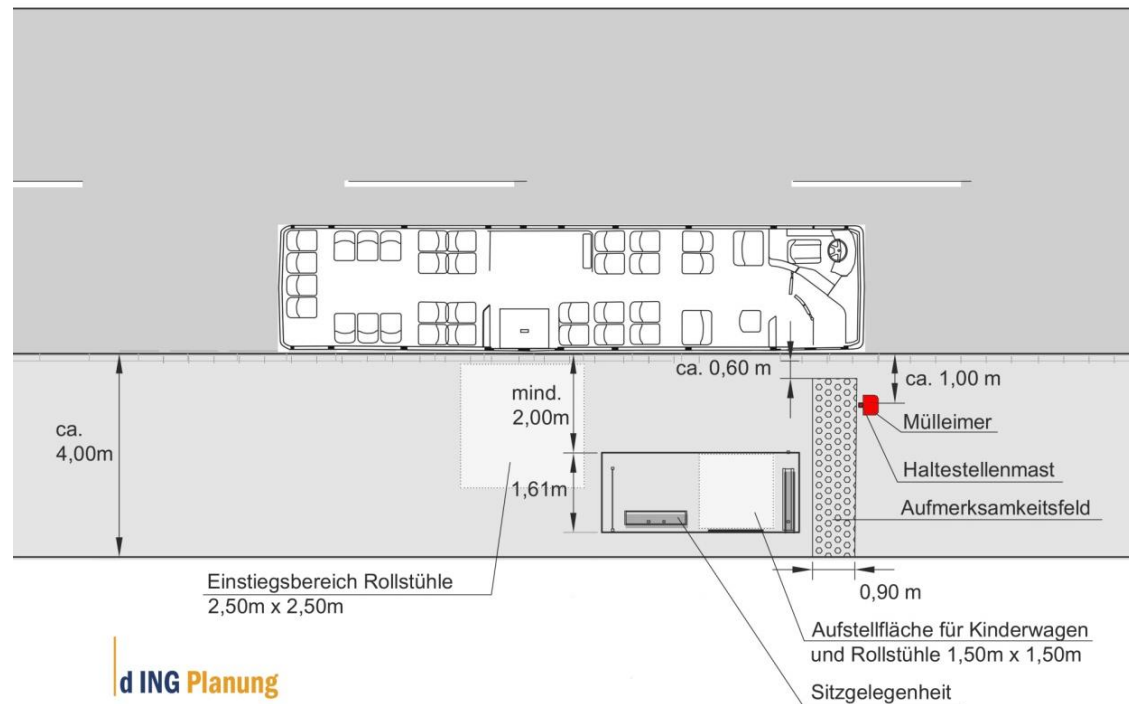 ca. 0,60 m
ca. 1,00 m
mind.
2,00m
ca.
4,00m
Mülleimer
Haltestellenmast
1,61m
Aufmerksamkeitsfeld
Einstiegsbereich Rollstühle
2,50m x 2,50m
0,90 m
Aufstellfläche für Kinderwagen
und Rollstühle 1,50m x 1,50m
d ING Planung
Sitzgelegenheit